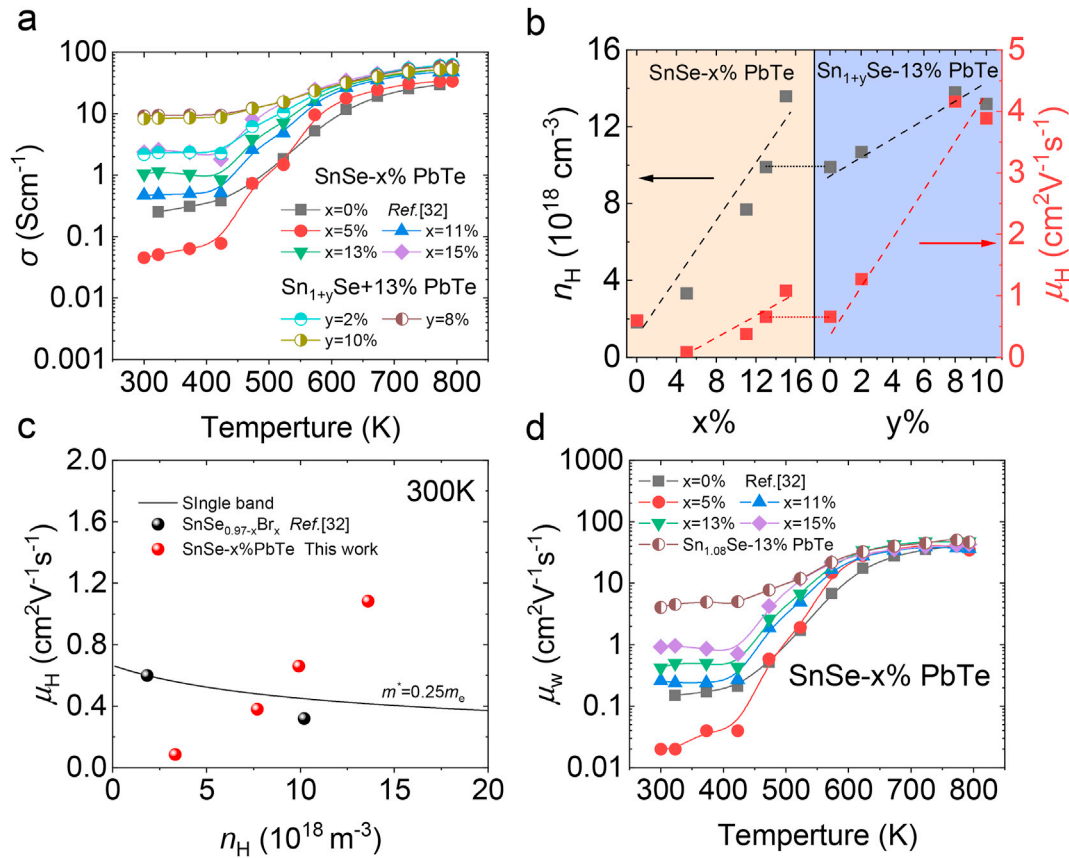 a
σ (Scm⁻¹)
100
10
1
0.1
0.01
0.001
SnSe-x% PbTe
x=0% Ref.[32]
x=5% x=11%
x=13% x=15%
Sn₁₊ySe+13% PbTe
y=2% y=8%
y=10%
300 400 500 600 700 800
Temperture (K)
b
n_H (10¹⁸ cm⁻³)
16
12
8
4
0
SnSe-x% PbTe
Sn₁₊ySe-13% PbTe
5
4
3
2
1
0
μ_H (cm²V⁻¹s⁻¹)
0 4 8 12 16 0 2 4 6 8 10
x% y%
c
μ_H (cm²V⁻¹s⁻¹)
2.0
1.6
1.2
0.8
0.4
0.0
300K
SIngle band
SnSe₀.₉₇₋ₓBrₓ Ref.[32]
SnSe-x%PbTe This work
m*=0.25mₑ
0 5 10 15 20
n_H (10¹⁸ m⁻³)
d
μ_w (cm²V⁻¹s⁻¹)
1000
100
10
1
0.1
0.01
x=0% Ref.[32]
x=5% x=11%
x=13% x=15%
Sn₁.₀₈Se-13% PbTe
SnSe-x% PbTe
300 400 500 600 700 800
Temperture (K)